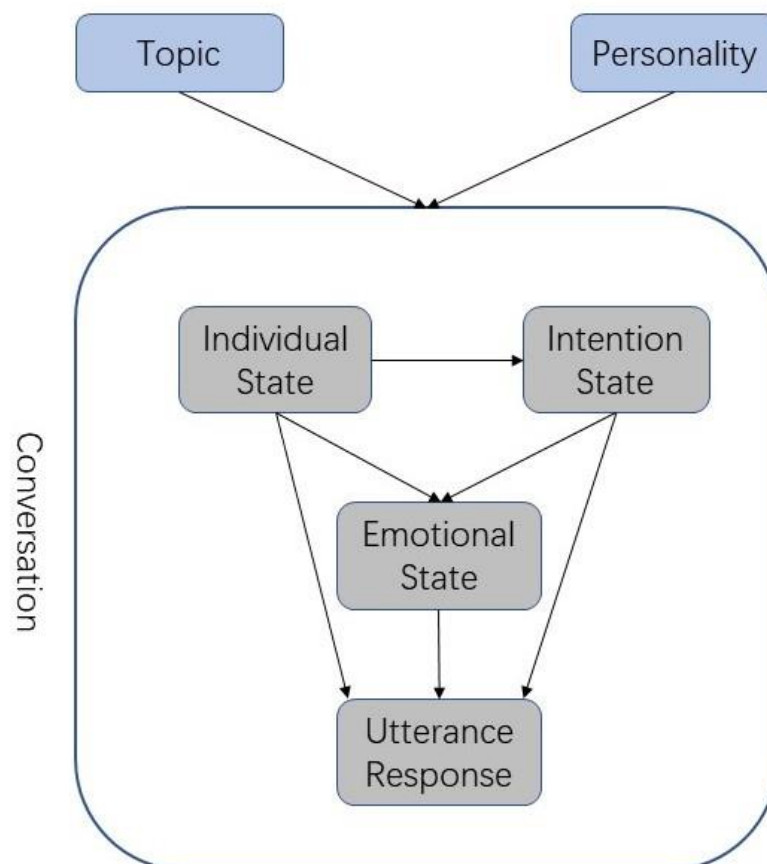 Topic
Personality
Conversation
Individual
State
Intention
State
Emotional
State
Utterance
Response